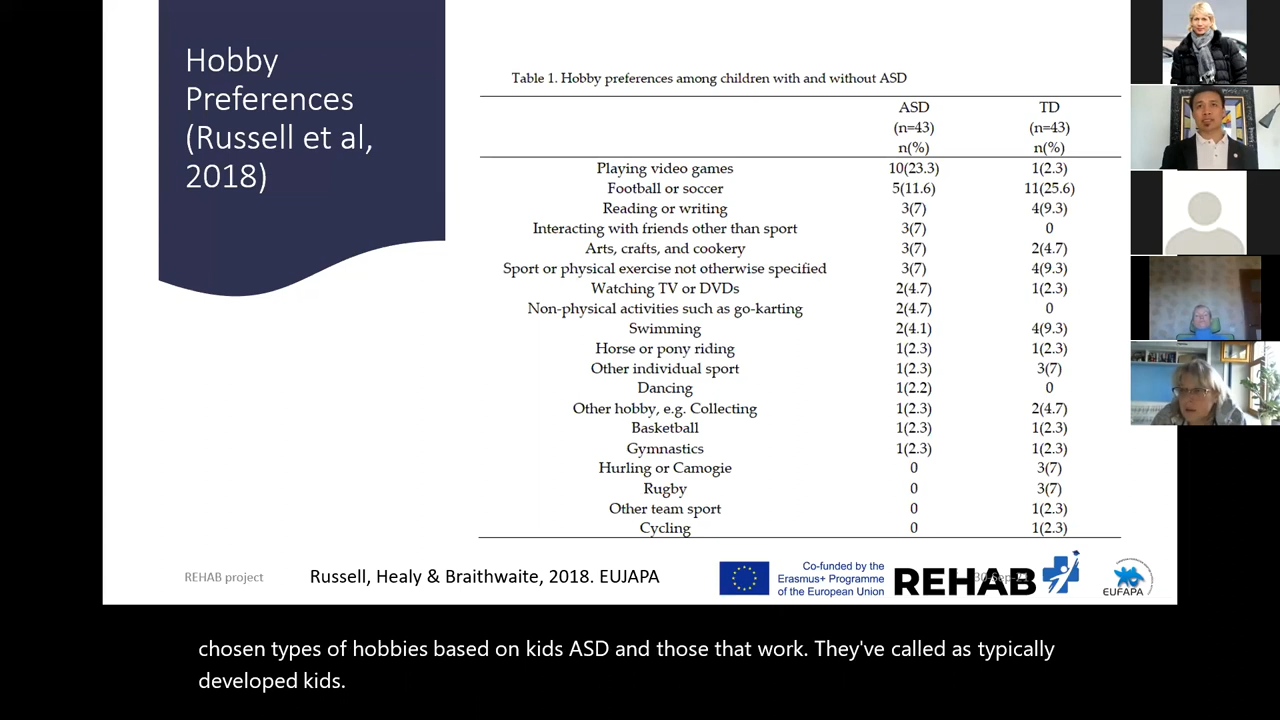 Hobby
Preferences
(Russell et al,
2018)
Table 1. Hobby preferences among children with and without ASD
ASD TD
(n=43) (n=43)
n(%) n(%)
Playing video games 10(23.3) 1(2.3)
Football or soccer 5(11.6) 11(25.6)
Reading or writing 3(7) 4(9.3)
Interacting with friends other than sport 3(7) 0
Arts, crafts, and cookery 3(7) 2(4.7)
Sport or physical exercise not otherwise specified 3(7) 4(9.3)
Watching TV or DVDs 2(4.7) 1(2.3)
Non-physical activities such as go-karting 2(4.7) 0
Swimming 2(4.1) 4(9.3)
Horse or pony riding 1(2.3) 1(2.3)
Other individual sport 1(2.3) 3(7)
Dancing 1(2.2) 0
Other hobby, e.g. Collecting 1(2.3) 2(4.7)
Basketball 1(2.3) 1(2.3)
Gymnastics 1(2.3) 1(2.3)
Hurling or Camogie 0 3(7)
Rugby 0 3(7)
Other team sport 0 1(2.3)
Cycling 0 1(2.3)
REHAB project
Russell, Healy & Braithwaite, 2018. EUJAPA
Co-funded by the
Erasmus+ Programme
of the European Union
REHAB
EUFAPA
chosen types of hobbies based on kids ASD and those that work. They've called as typically
developed kids.